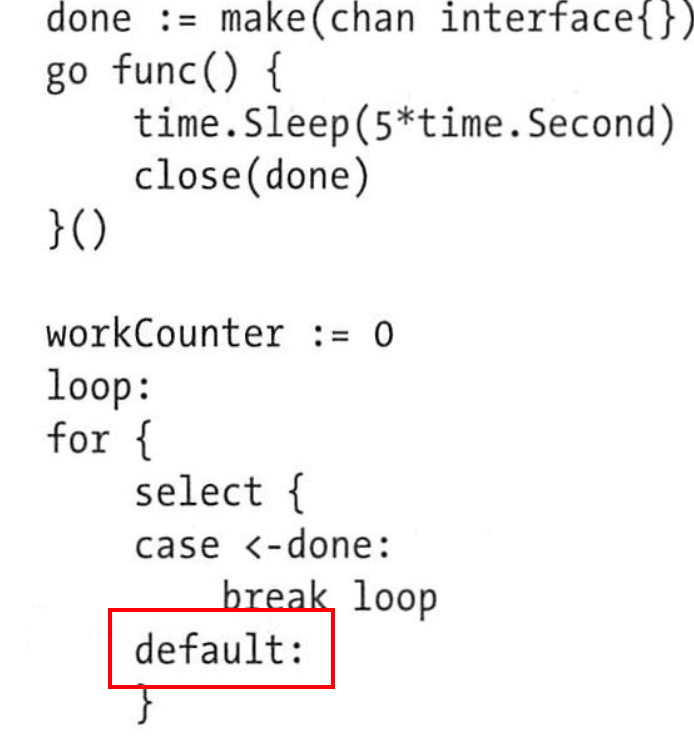 done := make(chan interface{})
go func() {
    time.Sleep(5*time.Second)
    close(done)
}()

workCounter := 0
loop:
for {
    select {
    case <-done:
        break loop
    default:
    }